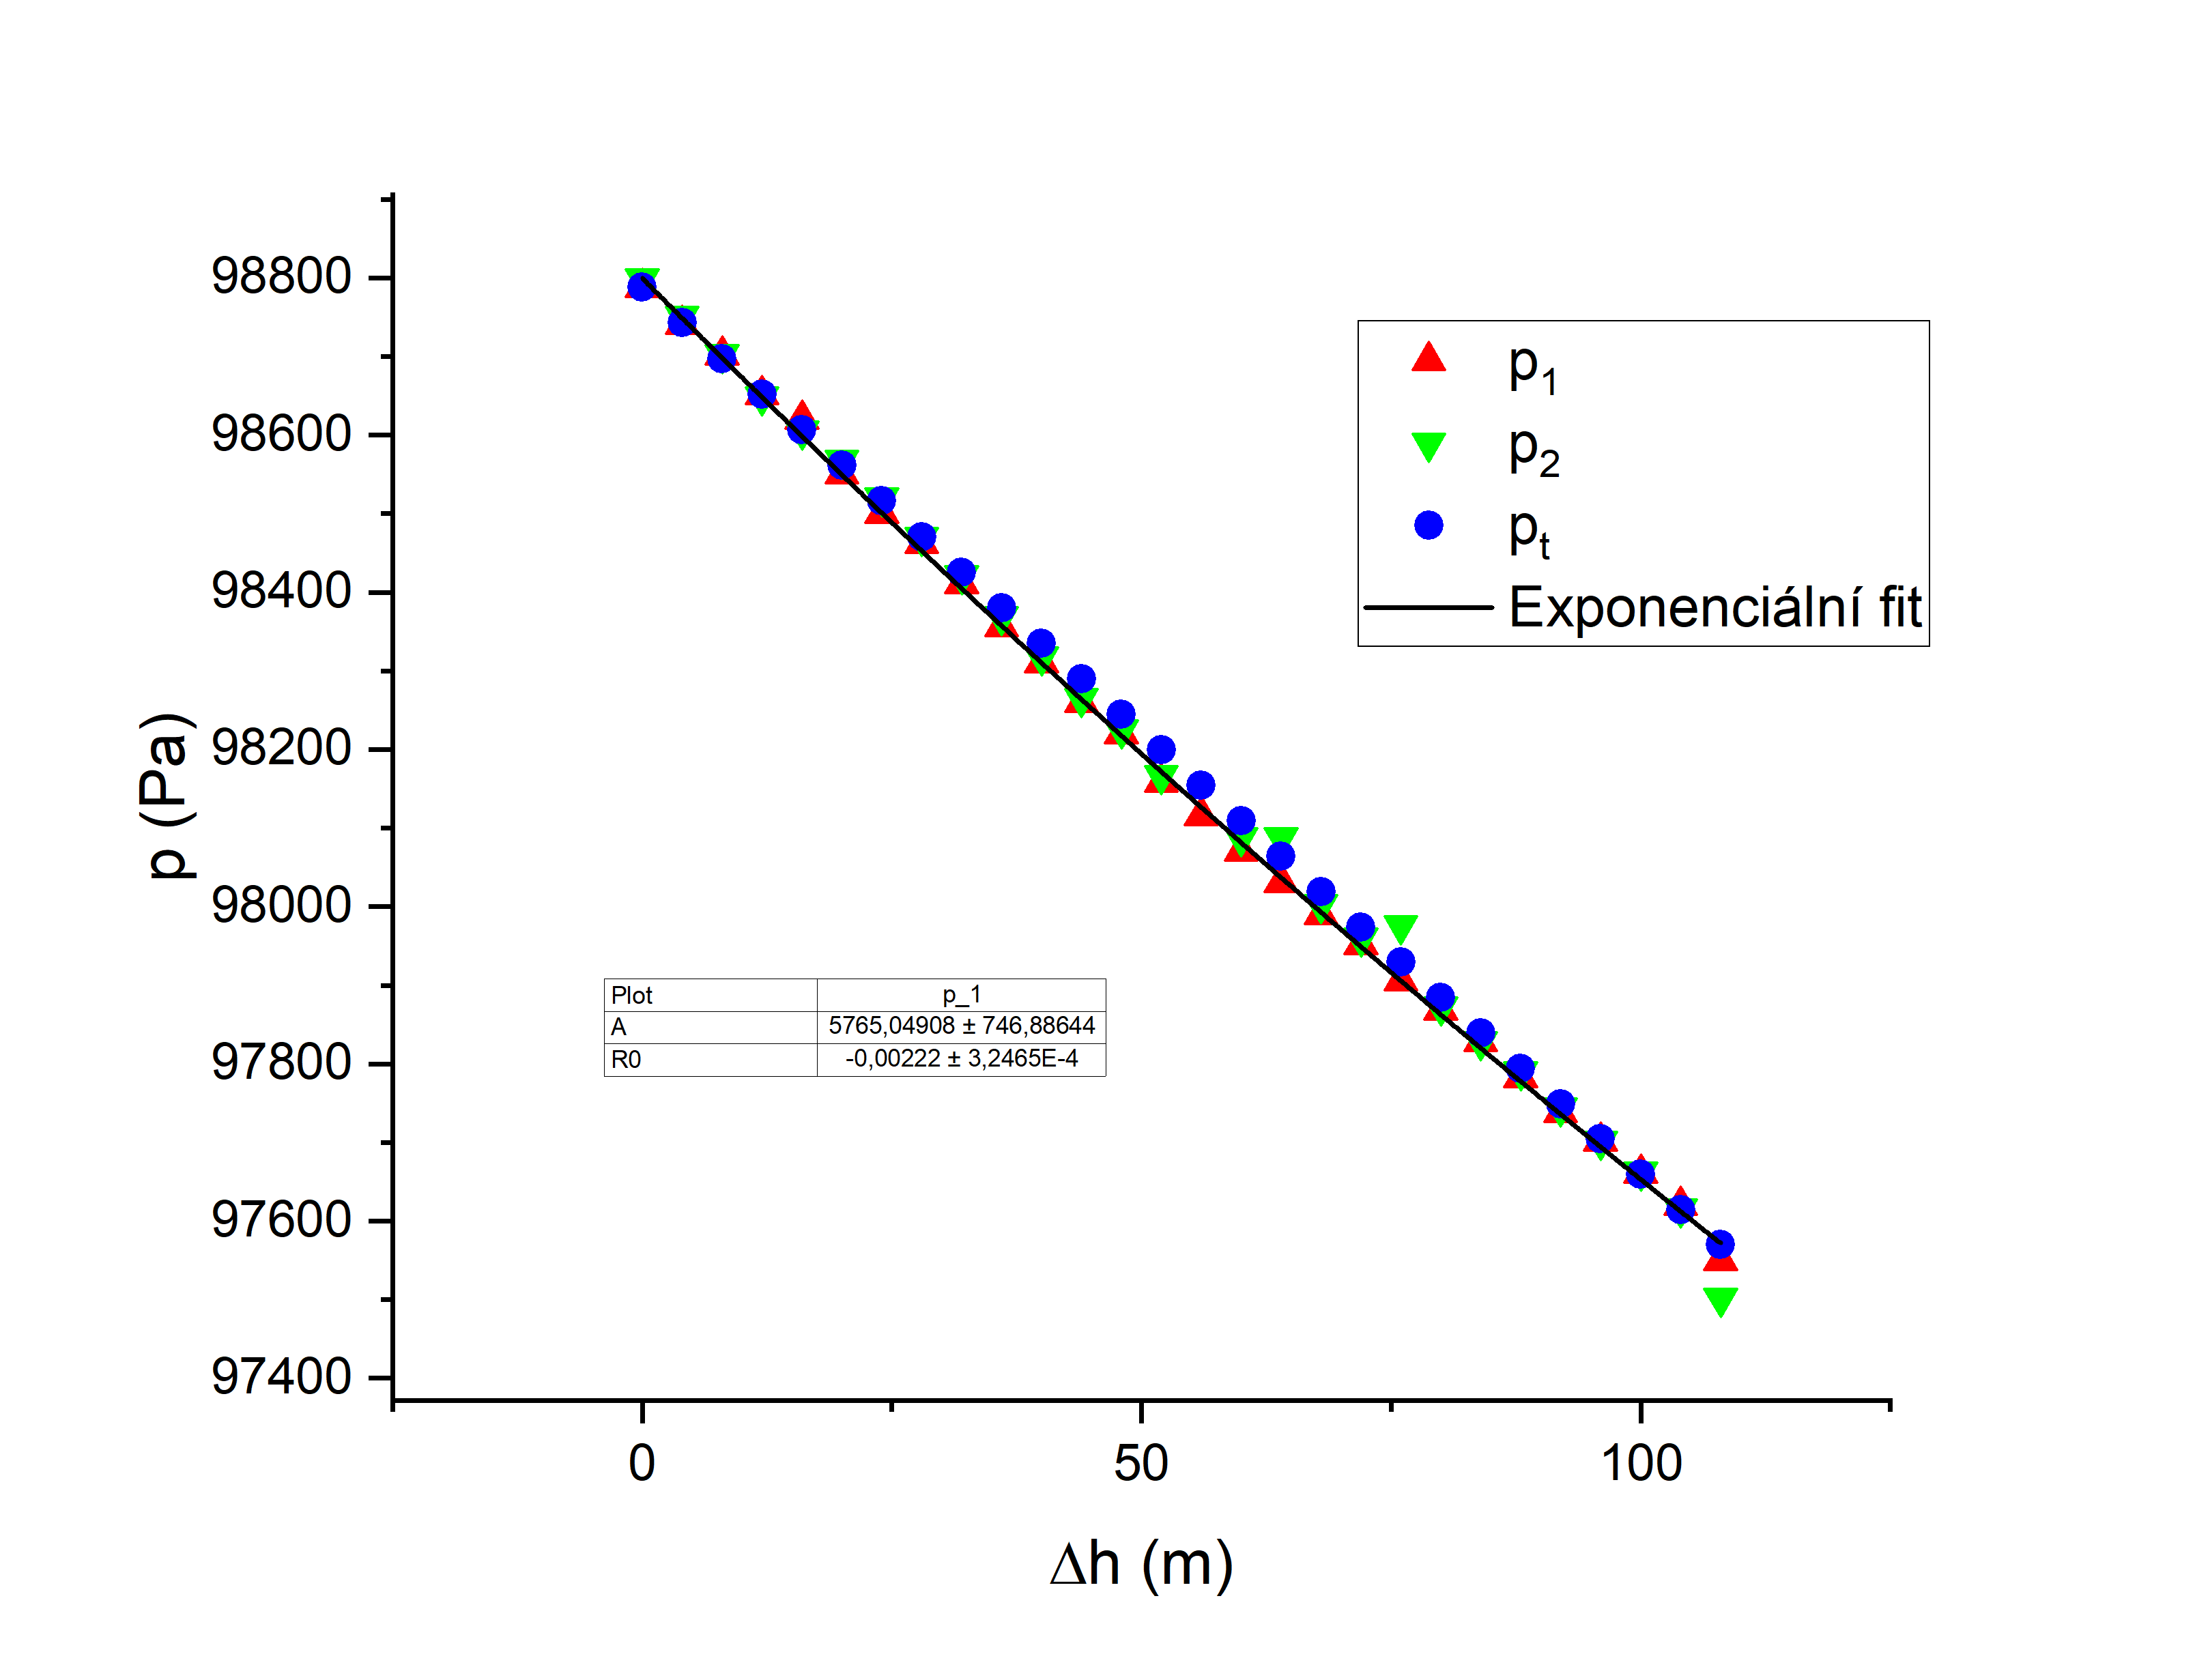 98800
98600
98400
98200
98000
97800
97600
97400
p (Pa)
0 50 100
Δh (m)
p1
p2
pt
Exponenciální fit
Plot p_1
A 5765,04908 ± 746,88644
R0 -0,00222 ± 3,2465E-4